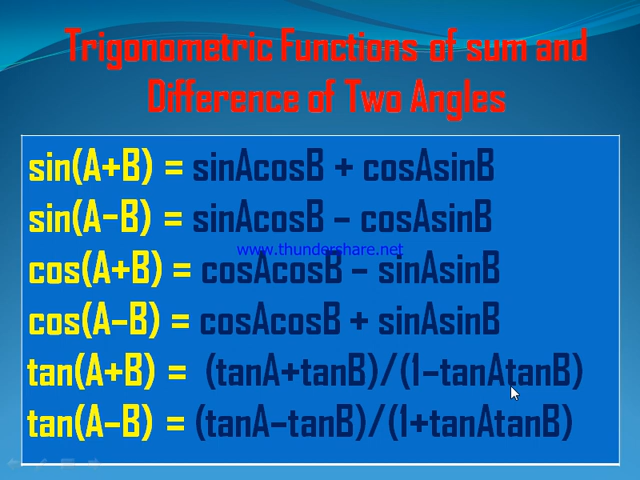 Trigonometric Functions of sum and
Difference of Two Angles
sin(A+B) = sinAcosB + cosAsinB
sin(A–B) = sinAcosB – cosAsinB
www.thundershare.net
cos(A+B) = cosAcosB – sinAsinB
cos(A–B) = cosAcosB + sinAsinB
tan(A+B) = (tanA+tanB)/(1–tanAtanB)
tan(A–B) = (tanA–tanB)/(1+tanAtanB)